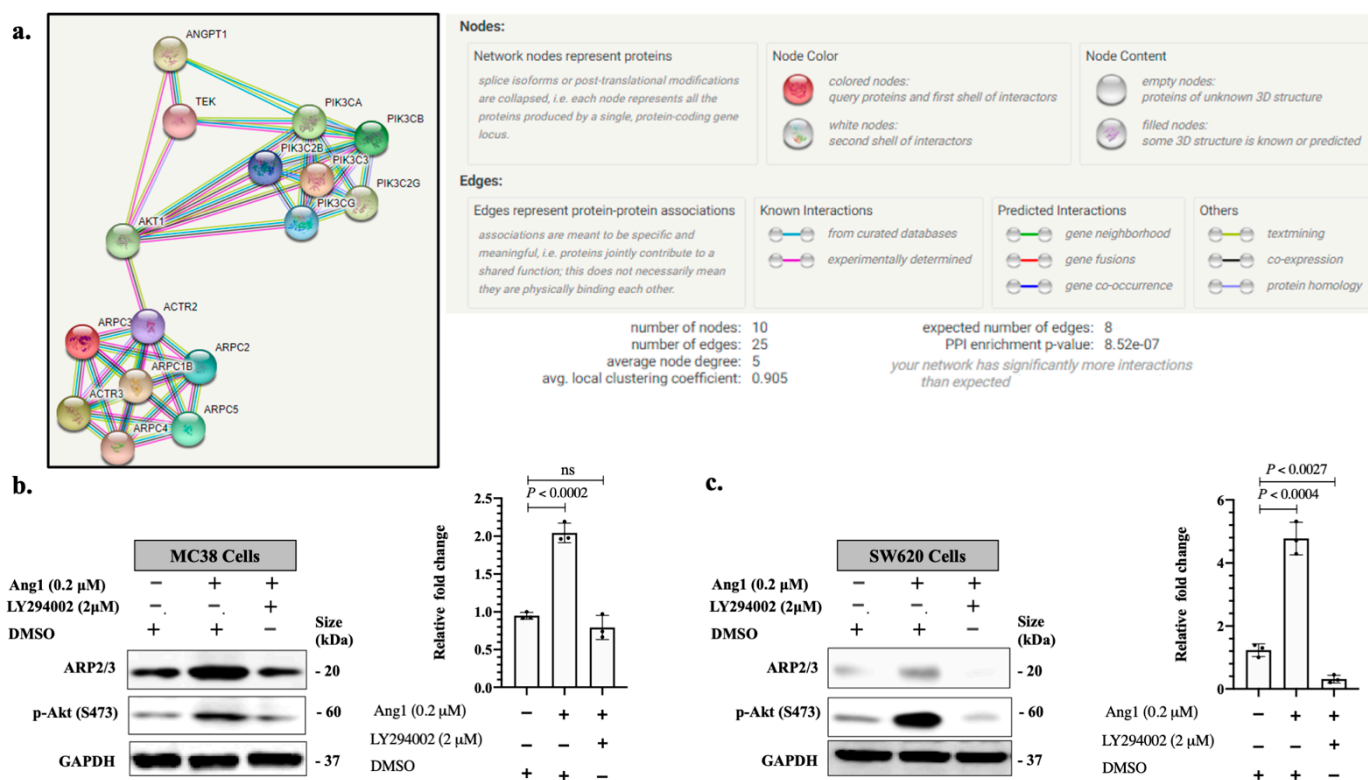 a.
ANGPT1
TEK
PIK3CA
PIK3CB
PIK3C2B
PIK3C3
PIK3C2G
PIK3CG
AKT1
ACTR2
ARPC3
ARPC2
ARPC1B
ACTR3
ARPC5
ARPC4
Nodes:
Network nodes represent proteins
splice isoforms or post-translational modifications
are collapsed, i.e. each node represents all the
proteins produced by a single, protein-coding gene
locus.
Node Color
colored nodes:
query proteins and first shell of interactors
white nodes:
second shell of interactors
Node Content
empty nodes:
proteins of unknown 3D structure
filled nodes:
some 3D structure is known or predicted
Edges:
Edges represent protein-protein associations
associations are meant to be specific and
meaningful, i.e. proteins jointly contribute to a
shared function; this does not necessarily mean
they are physically binding each other.
Known Interactions
from curated databases
experimentally determined
Predicted Interactions
gene neighborhood
gene fusions
gene co-occurrence
Others
textmining
co-expression
protein homology
number of nodes: 10
number of edges: 25
average node degree: 5
avg. local clustering coefficient: 0.905
expected number of edges: 8
PPI enrichment p-value: 8.52e-07
your network has significantly more interactions
than expected
b.
MC38 Cells
Ang1 (0.2 µM) − + +
LY294002 (2µM) − − +
DMSO + + −
Size
(kDa)
ARP2/3 - 20
p-Akt (S473) - 60
GAPDH - 37
ns
P < 0.0002
Relative fold change
2.5
2.0
1.5
1.0
0.5
0.0
Ang1 (0.2 µM) − + +
LY294002 (2 µM) − − +
DMSO + + −
c.
SW620 Cells
Ang1 (0.2 µM) − + +
LY294002 (2µM) − − +
DMSO + + −
Size
(kDa)
ARP2/3 - 20
p-Akt (S473) - 60
GAPDH - 37
P < 0.0027
P < 0.0004
Relative fold change
6
4
2
0
Ang1 (0.2 µM) − + +
LY294002 (2 µM) − − +
DMSO + + −